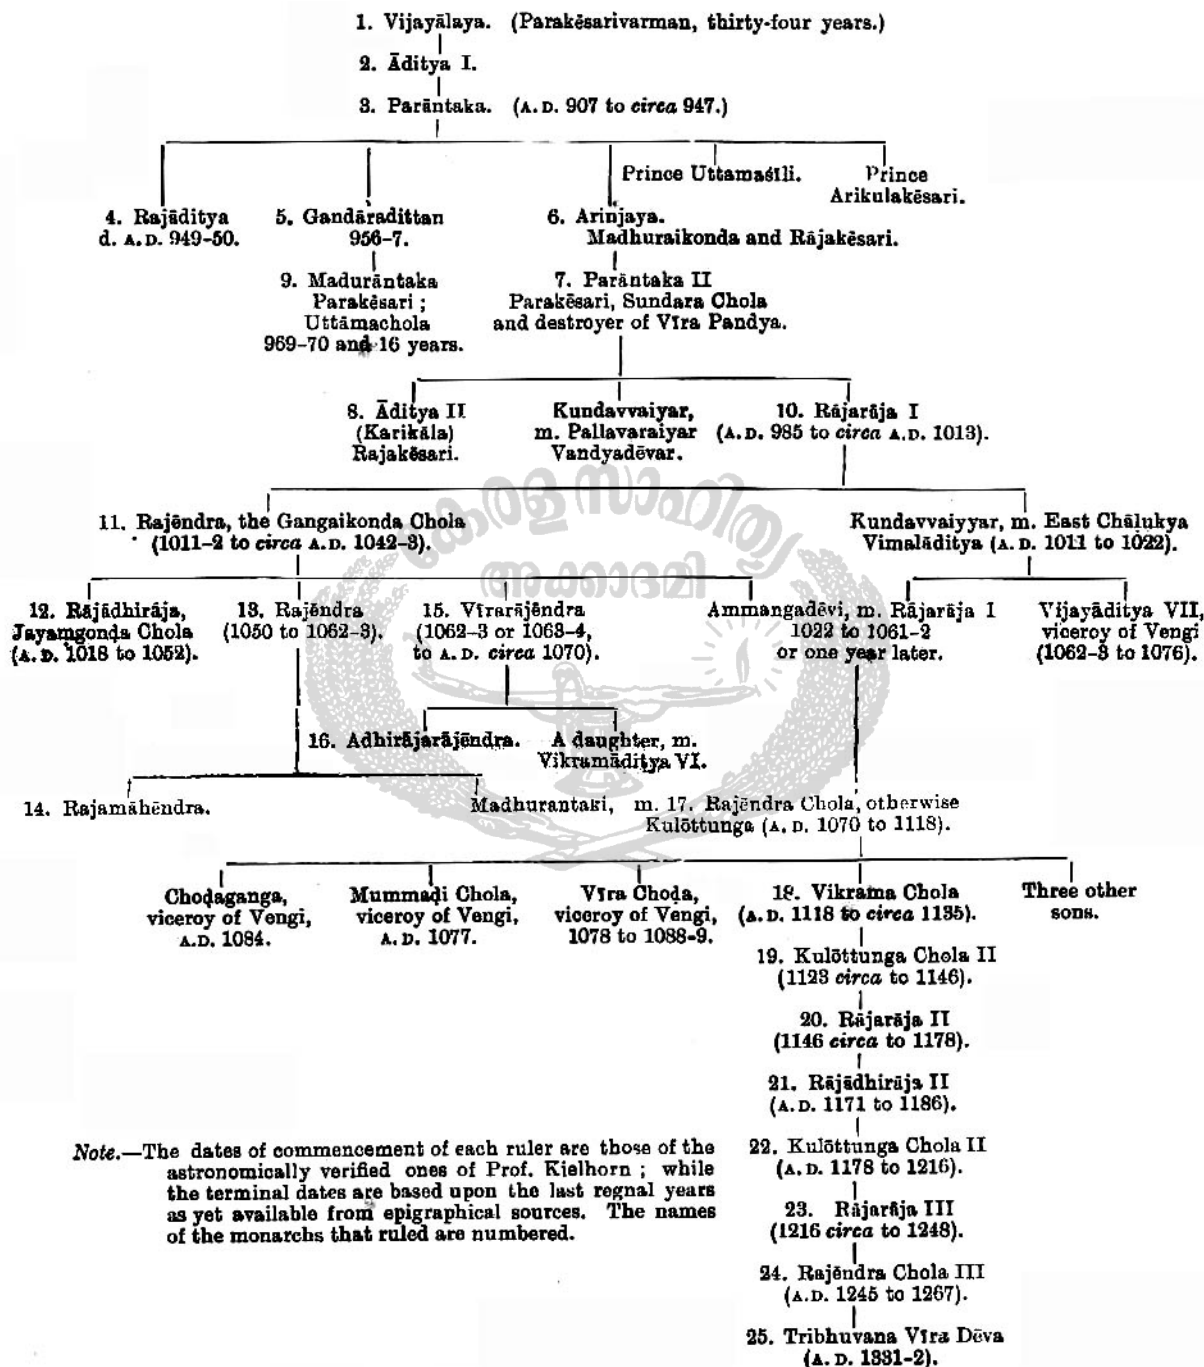 1. Vijayālaya. (Parakēsarivarman, thirty-four years.)
2. Āditya I.
3. Parāntaka. (A.D. 907 to circa 947.)
Prince Uttamaśīli.
Prince
Arikulakēsari.
4. Rajāditya
d. A.D. 949-50.
5. Gandāradittan
956-7.
6. Arinjaya.
Madhuraikonda and Rājakēsari.
9. Madurāntaka
Parakēsari ;
Uttāmachola
969-70 and 16 years.
7. Parāntaka II
Parakēsari, Sundara Chola
and destroyer of Vīra Pandya.
8. Āditya II
(Karikāla)
Rajakēsari.
Kundavvaiyar,
m. Pallavaraiyar
Vandyadēvar.
10. Rājarāja I
(A.D. 985 to circa A.D. 1013).
കേരള സാഹിത്യ
അക്കാദമി
11. Rajēndra, the Gangaikonda Chola
(1011-2 to circa A.D. 1042-3).
Kundavvaiyyar, m. East Chālukya
Vimalāditya (A.D. 1011 to 1022).
12. Rājādhirāja,
Jayamgonda Chola
(A.D. 1018 to 1052).
13. Rajēndra
(1050 to 1062-3).
15. Vīrarājēndra
(1062-3 or 1063-4,
to A.D. circa 1070).
Ammangadēvi, m. Rājarāja I
1022 to 1061-2
or one year later.
Vijayāditya VII,
viceroy of Vengi
(1062-3 to 1076).
16. Adhirājarājēndra.
A daughter, m.
Vikramāditya VI.
14. Rajamāhēndra.
Madhurantaki, m. 17. Rajēndra Chola, otherwise
Kulōttunga (A.D. 1070 to 1118).
Choḍaganga,
viceroy of Vengi,
A.D. 1084.
Mummaḍi Chola,
viceroy of Vengi,
A.D. 1077.
Vīra Choḍa,
viceroy of Vengi,
1078 to 1088-9.
18. Vikrama Chola
(A.D. 1118 to circa 1135).
Three other
sons.
19. Kulōttunga Chola II
(1123 circa to 1146).
20. Rājarāja II
(1146 circa to 1178).
21. Rājādhirāja II
(A.D. 1171 to 1186).
22. Kulōttunga Chola II
(A.D. 1178 to 1216).
23. Rājarāja III
(1216 circa to 1248).
24. Rajēndra Chola III
(A.D. 1245 to 1267).
25. Tribhuvana Vīra Dēva
(A.D. 1331-2).
Note.—The dates of commencement of each ruler are those of the
astronomically verified ones of Prof. Kielhorn ; while
the terminal dates are based upon the last regnal years
as yet available from epigraphical sources. The names
of the monarchs that ruled are numbered.